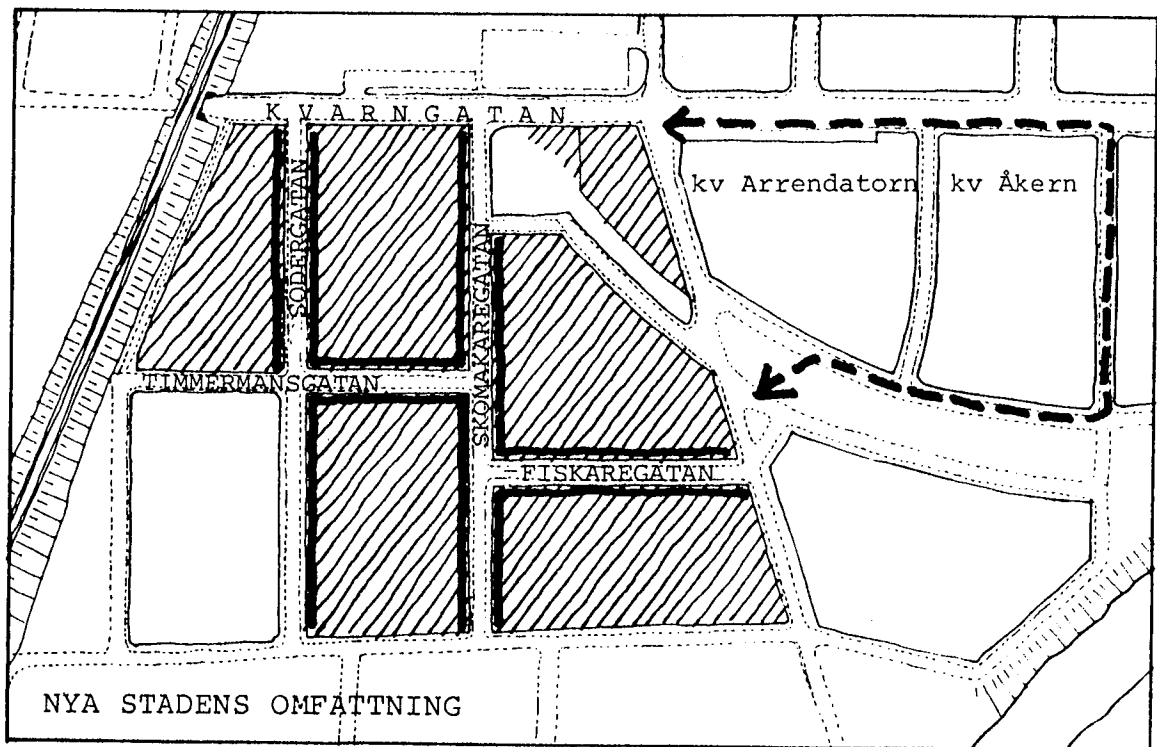 KVARNGATAN
kv Arrendatorn
kv Åkern
SÖDERGATAN
SKOMAKAREGATAN
TIMMERMANSGATAN
FISKAREGATAN
NYA STADENS OMFATTNING